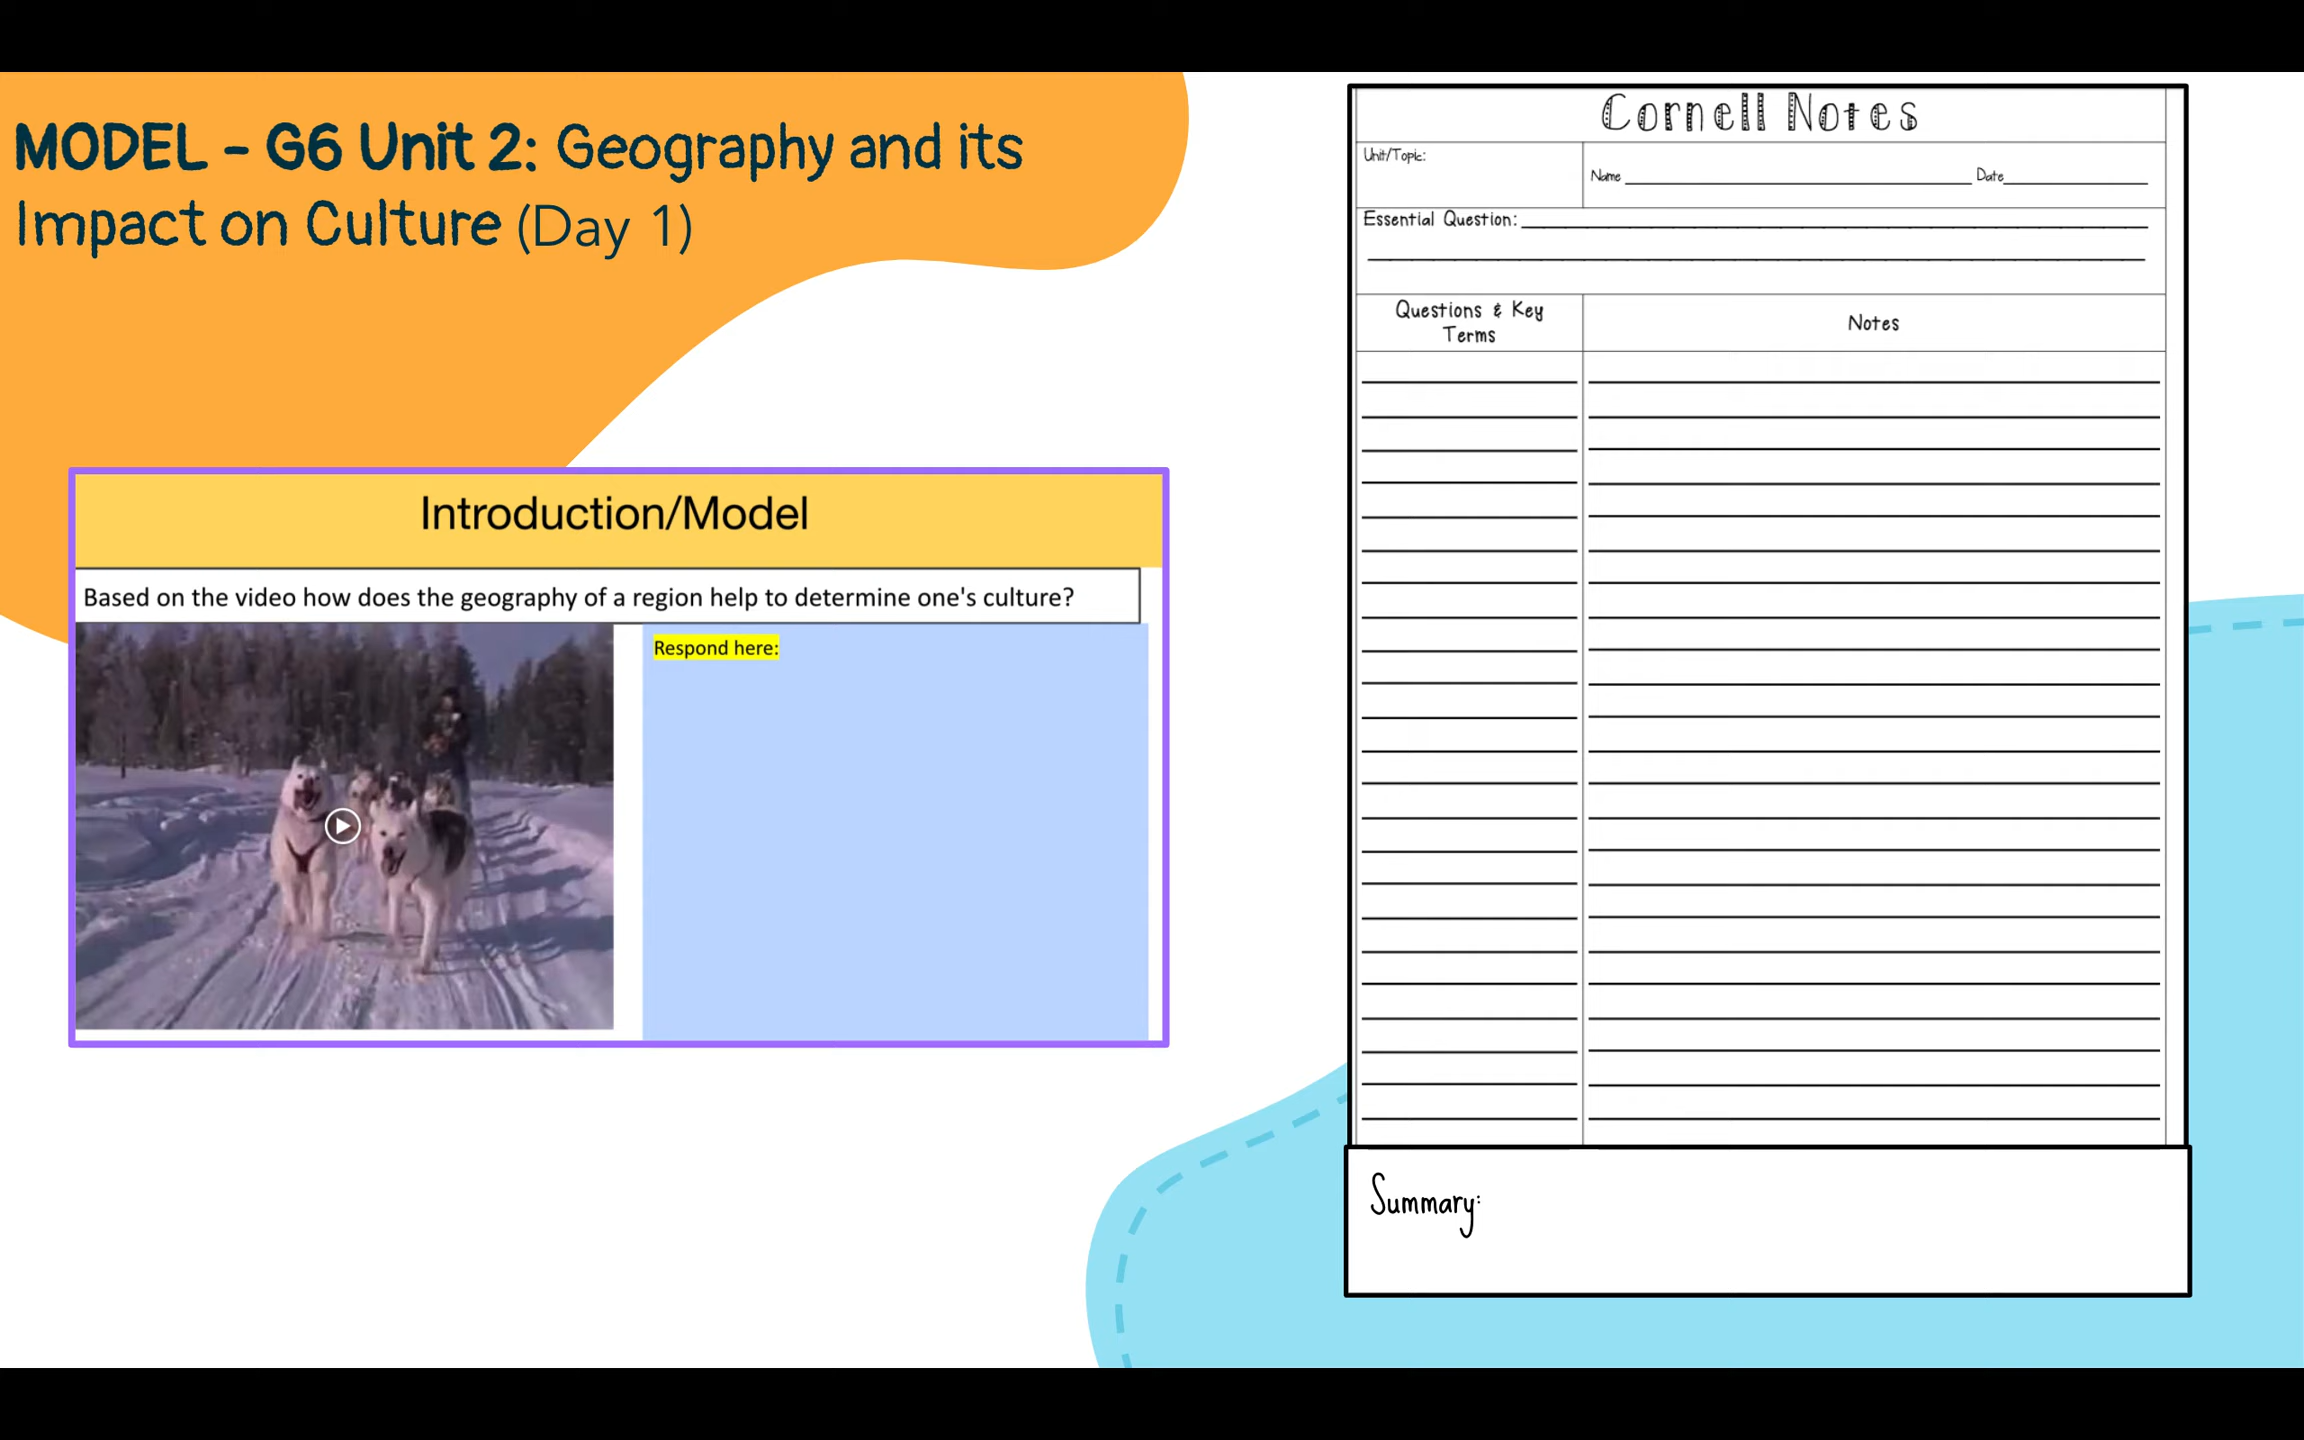 MODEL - G6 Unit 2: Geography and its
Impact on Culture (Day 1)
Introduction/Model
Based on the video how does the geography of a region help to determine one's culture?
Respond here:
Cornell Notes
Unit/Topic:
Name
Date
Essential Question:
Questions & Key
Terms
Notes
Summary: